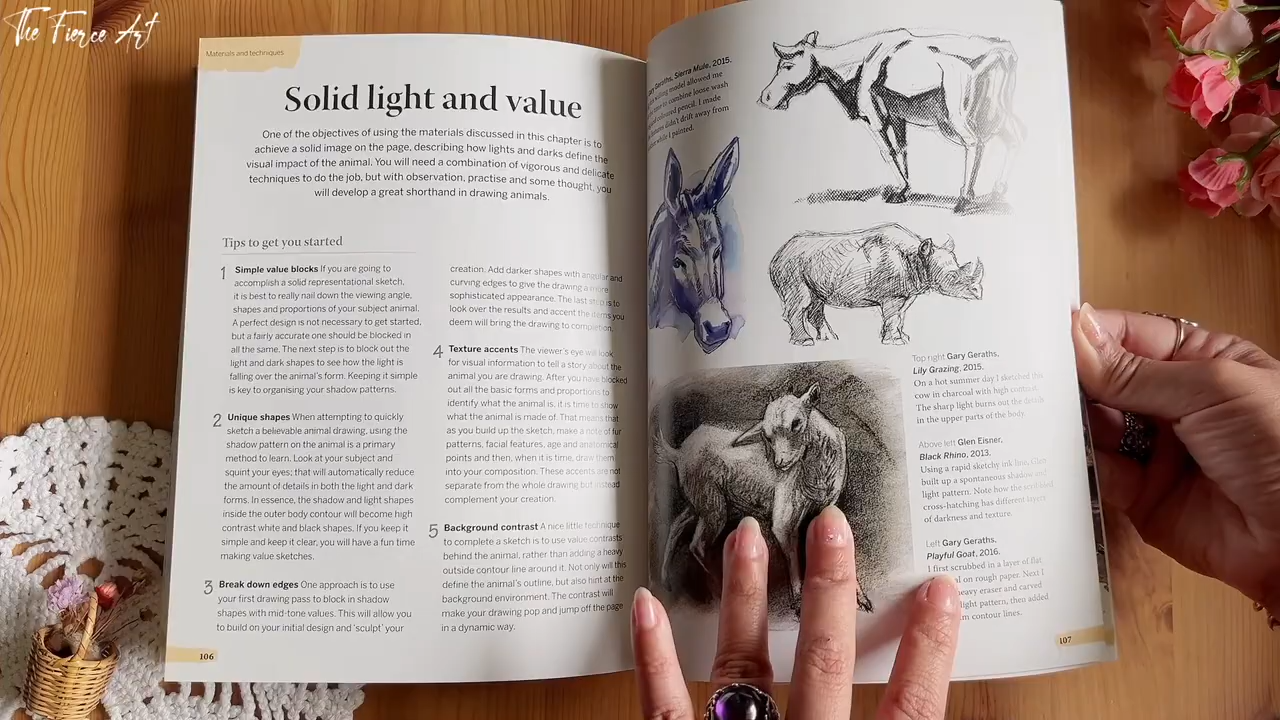 The Fierce Art
Materials and techniques
Solid light and value
One of the objectives of using the materials discussed in this chapter is to
achieve a solid image on the page, describing how lights and darks define the
visual impact of the animal. You will need a combination of vigorous and delicate
techniques to do the job, but with observation, practise and some thought, you
will develop a great shorthand in drawing animals.
Tips to get you started
1 Simple value blocks If you are going to
accomplish a solid representational sketch,
it is best to really nail down the viewing angle,
shapes and proportions of your subject animal.
A perfect design is not necessary to get started,
but a fairly accurate one should be blocked in
all the same. The next step is to block out the
light and dark shapes to see how the light is
falling over the animal's form. Keeping it simple
is key to organising your shadow patterns.
2 Unique shapes When attempting to quickly
sketch a believable animal drawing, using the
shadow pattern on the animal is a primary
method to learn. Look at your subject and
squint your eyes; that will automatically reduce
the amount of details in both the light and dark
forms. In essence, the shadow and light shapes
inside the outer body contour will become high
contrast white and black shapes. If you keep it
simple and keep it clear, you will have a fun time
making value sketches.
3 Break down edges One approach is to use
your first drawing pass to block in shadow
shapes with mid-tone values. This will allow you
to build on your initial design and 'sculpt' your
creation. Add darker shapes with angular and
curving edges to give the drawing a more
sophisticated appearance. The last step is to
look over the results and accent the items you
deem will bring the drawing to completion.
4 Texture accents The viewer's eye will look
for visual information to tell a story about the
animal you are drawing. After you have blocked
out all the basic forms and proportions to
identify what the animal is, it is time to show
what the animal is made of. That means that
as you build up the sketch, make a note of fur
patterns, facial features, age and anatomical
points and then, when it is time, draw them
into your composition. These accents are not
separate from the whole drawing but instead
complement your creation.
5 Background contrast A nice little technique
to complete a sketch is to use value contrasts
behind the animal, rather than adding a heavy
outside contour line around it. Not only will this
define the animal's outline, but also hint at the
background environment. The contrast will
make your drawing pop and jump off the page
in a dynamic way.
106
Geraths, Sierra Mule, 2015.
model allowed me
to combine loose wash
coloured pencil. I made
features didn't drift away from
while I painted.
Top right Gary Geraths,
Lily Grazing, 2015.
On a hot summer day I sketched this
cow in charcoal with high contrast.
The sharp light burns out the details
in the upper parts of the body.
Above left Glen Eisner,
Black Rhino, 2013.
Using a rapid sketchy ink line, Glen
built up a spontaneous shadow and
light pattern. Note how the scribbled
cross-hatching has different layers
of darkness and texture.
Left Gary Geraths,
Playful Goat, 2016.
I first scrubbed in a layer of flat
on rough paper. Next I
heavy eraser and carved
light pattern, then added
contour lines.
107